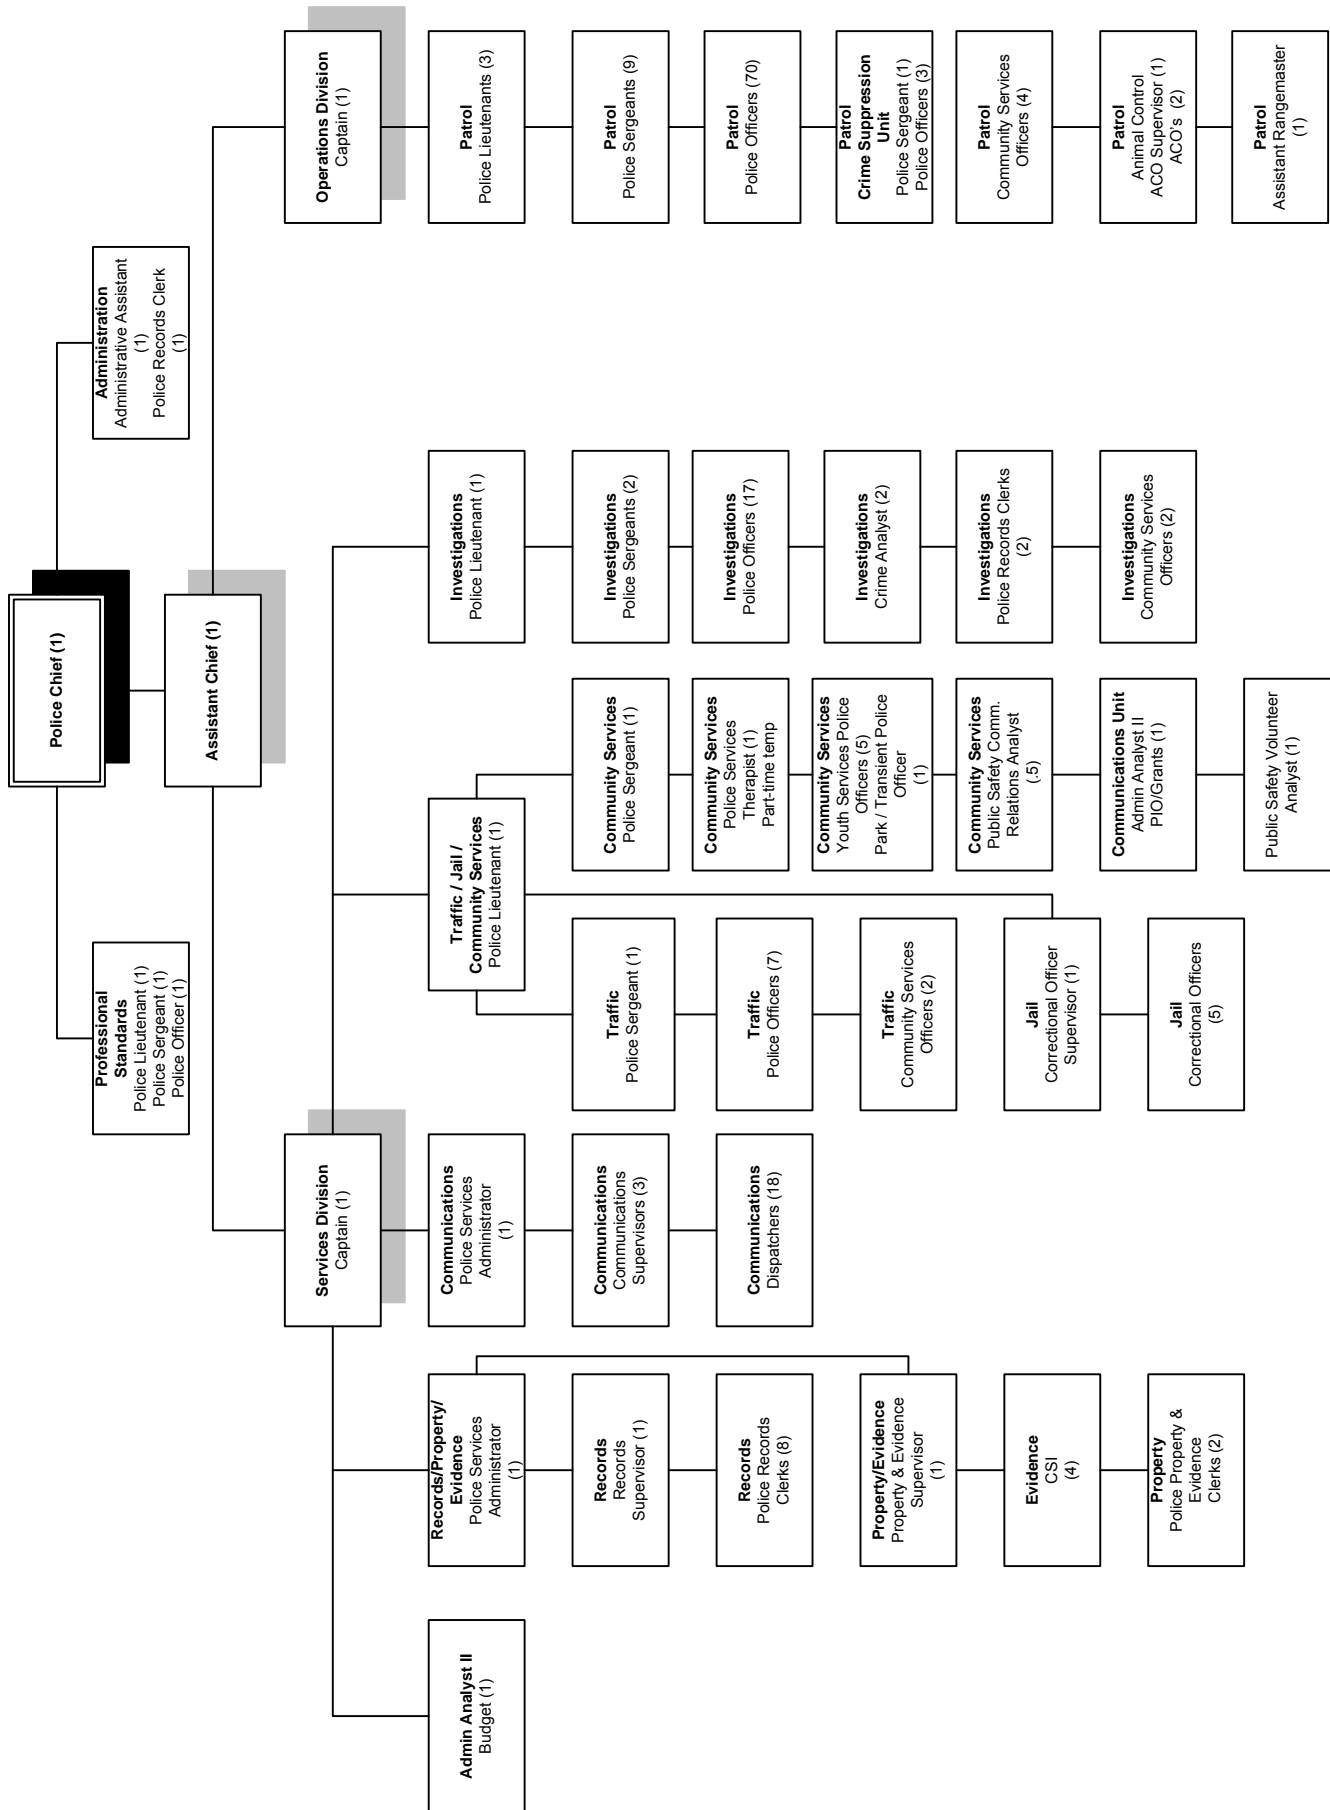 Police Chief (1)
Professional
Standards
Police Lieutenant (1)
Police Sergeant (1)
Police Officer (1)
Administration
Administrative Assistant
(1)
Police Records Clerk
(1)
Assistant Chief (1)
Services Division
Captain (1)
Operations Division
Captain (1)
Admin Analyst II
Budget (1)
Records/Property/
Evidence
Police Services
Administrator
(1)
Records
Records
Supervisor (1)
Records
Police Records
Clerks (8)
Property/Evidence
Property & Evidence
Supervisor
(1)
Evidence
CSI
(4)
Property
Police Property &
Evidence
Clerks (2)
Communications
Police Services
Administrator
(1)
Communications
Communications
Supervisors (3)
Communications
Dispatchers (18)
Traffic / Jail /
Community Services
Police Lieutenant (1)
Traffic
Police Sergeant (1)
Traffic
Police Officers (7)
Traffic
Community Services
Officers (2)
Jail
Correctional Officer
Supervisor (1)
Jail
Correctional Officers
(5)
Community Services
Police Sergeant (1)
Community Services
Police Services
Therapist (1)
Part-time temp
Community Services
Youth Services Police
Officers (5)
Park / Transient Police
Officer
(1)
Community Services
Public Safety Comm.
Relations Analyst
(.5)
Communications Unit
Admin Analyst II
PIO/Grants (1)
Public Safety Volunteer
Analyst (1)
Investigations
Police Lieutenant (1)
Investigations
Police Sergeants (2)
Investigations
Police Officers (17)
Investigations
Crime Analyst (2)
Investigations
Police Records Clerks
(2)
Investigations
Community Services
Officers (2)
Patrol
Police Lieutenants (3)
Patrol
Police Sergeants (9)
Patrol
Police Officers (70)
Patrol
Crime Suppression
Unit
Police Sergeant (1)
Police Officers (3)
Patrol
Community Services
Officers (4)
Patrol
Animal Control
ACO Supervisor (1)
ACO's (2)
Patrol
Assistant Rangemaster
(1)